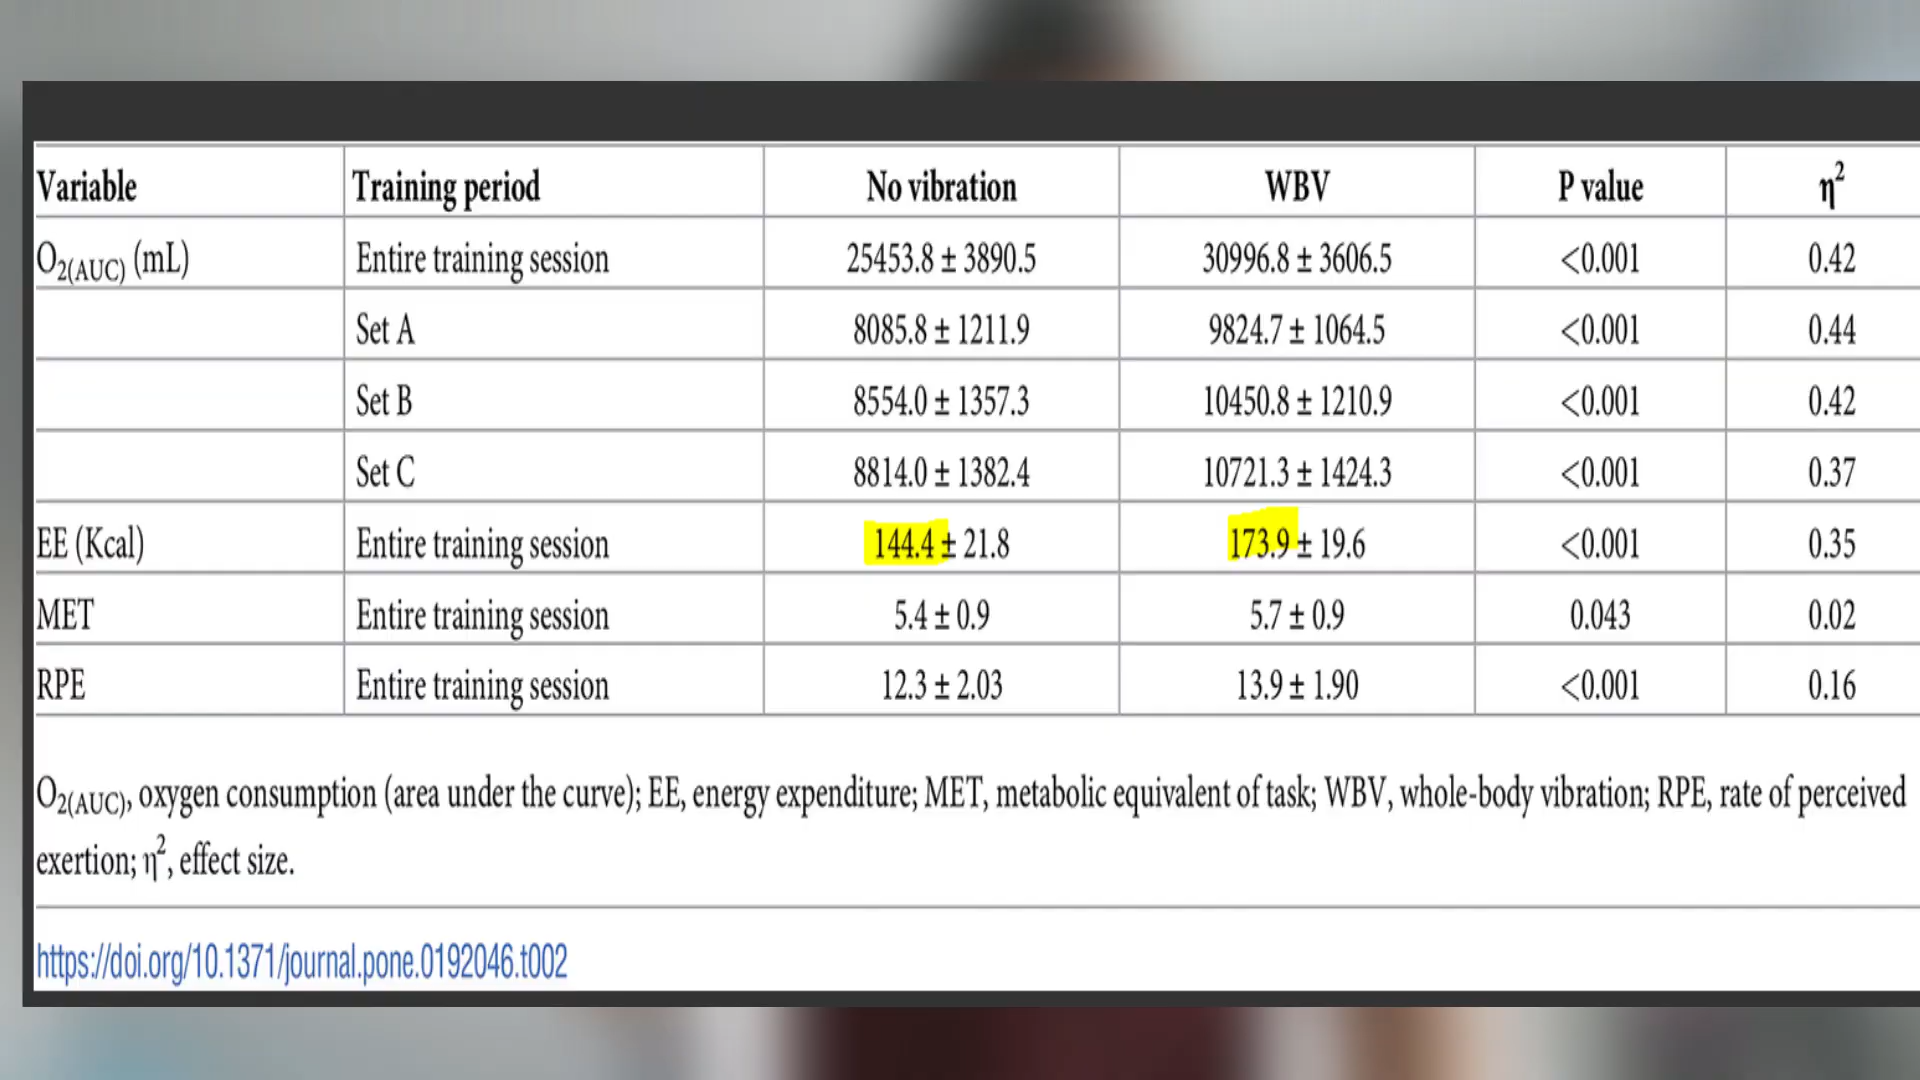 Variable Training period No vibration WBV P value η²
O₂(AUC) (mL) Entire training session 25453.8 ± 3890.5 30996.8 ± 3606.5 <0.001 0.42
Set A 8085.8 ± 1211.9 9824.7 ± 1064.5 <0.001 0.44
Set B 8554.0 ± 1357.3 10450.8 ± 1210.9 <0.001 0.42
Set C 8814.0 ± 1382.4 10721.3 ± 1424.3 <0.001 0.37
EE (Kcal) Entire training session 144.4 ± 21.8 173.9 ± 19.6 <0.001 0.35
MET Entire training session 5.4 ± 0.9 5.7 ± 0.9 0.043 0.02
RPE Entire training session 12.3 ± 2.03 13.9 ± 1.90 <0.001 0.16
O₂(AUC), oxygen consumption (area under the curve); EE, energy expenditure; MET, metabolic equivalent of task; WBV, whole-body vibration; RPE, rate of perceived
exertion; η², effect size.
https://doi.org/10.1371/journal.pone.0192046.t002